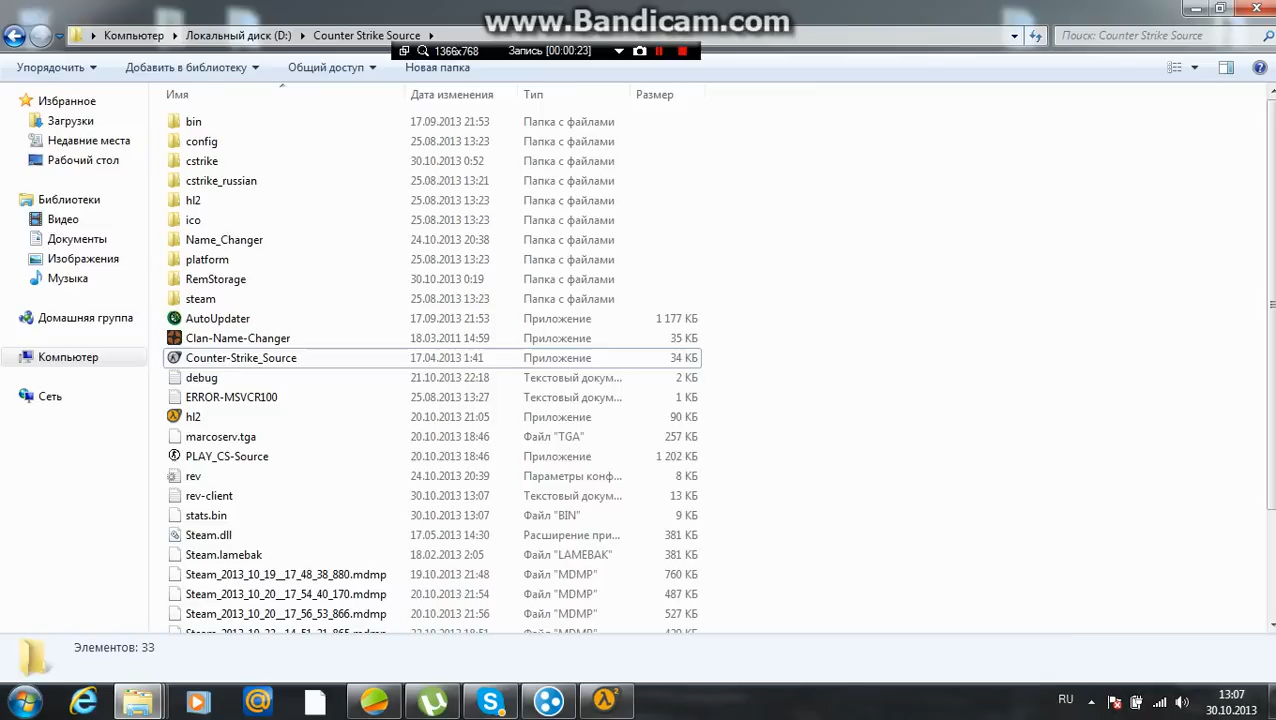 www.Bandicam.com
Компьютер Локальный диск (D:) Counter Strike Source Поиск: Counter Strike Source
1366x768 Запись [00:00:23]
Упорядочить Добавить в библиотеку Общий доступ Новая папка
Имя Дата изменения Тип Размер
Избранное
Загрузки
Недавние места
Рабочий стол
Библиотеки
Видео
Документы
Изображения
Музыка
Домашняя группа
Компьютер
Сеть
bin 17.09.2013 21:53 Папка с файлами
config 25.08.2013 13:23 Папка с файлами
cstrike 30.10.2013 0:52 Папка с файлами
cstrike_russian 25.08.2013 13:21 Папка с файлами
hl2 25.08.2013 13:23 Папка с файлами
ico 25.08.2013 13:23 Папка с файлами
Name_Changer 24.10.2013 20:38 Папка с файлами
platform 25.08.2013 13:23 Папка с файлами
RemStorage 30.10.2013 0:19 Папка с файлами
steam 25.08.2013 13:23 Папка с файлами
AutoUpdater 17.09.2013 21:53 Приложение 1 177 КБ
Clan-Name-Changer 18.03.2011 14:59 Приложение 35 КБ
Counter-Strike_Source 17.04.2013 1:41 Приложение 34 КБ
debug 21.10.2013 22:18 Текстовый докум... 2 КБ
ERROR-MSVCR100 25.08.2013 13:27 Текстовый докум... 1 КБ
hl2 20.10.2013 21:05 Приложение 90 КБ
marcoserv.tga 20.10.2013 18:46 Файл "TGA" 257 КБ
PLAY_CS-Source 20.10.2013 18:46 Приложение 1 202 КБ
rev 24.10.2013 20:39 Параметры конф... 8 КБ
rev-client 30.10.2013 13:07 Текстовый докум... 13 КБ
stats.bin 30.10.2013 13:07 Файл "BIN" 9 КБ
Steam.dll 17.05.2013 14:30 Расширение при... 381 КБ
Steam.lamebak 18.02.2013 2:05 Файл "LAMEBAK" 381 КБ
Steam_2013_10_19__17_48_38_880.mdmp 19.10.2013 21:48 Файл "MDMP" 760 КБ
Steam_2013_10_20__17_54_40_170.mdmp 20.10.2013 21:54 Файл "MDMP" 487 КБ
Steam_2013_10_20__17_56_53_866.mdmp 20.10.2013 21:56 Файл "MDMP" 527 КБ
Элементов: 33
RU 13:07
30.10.2013